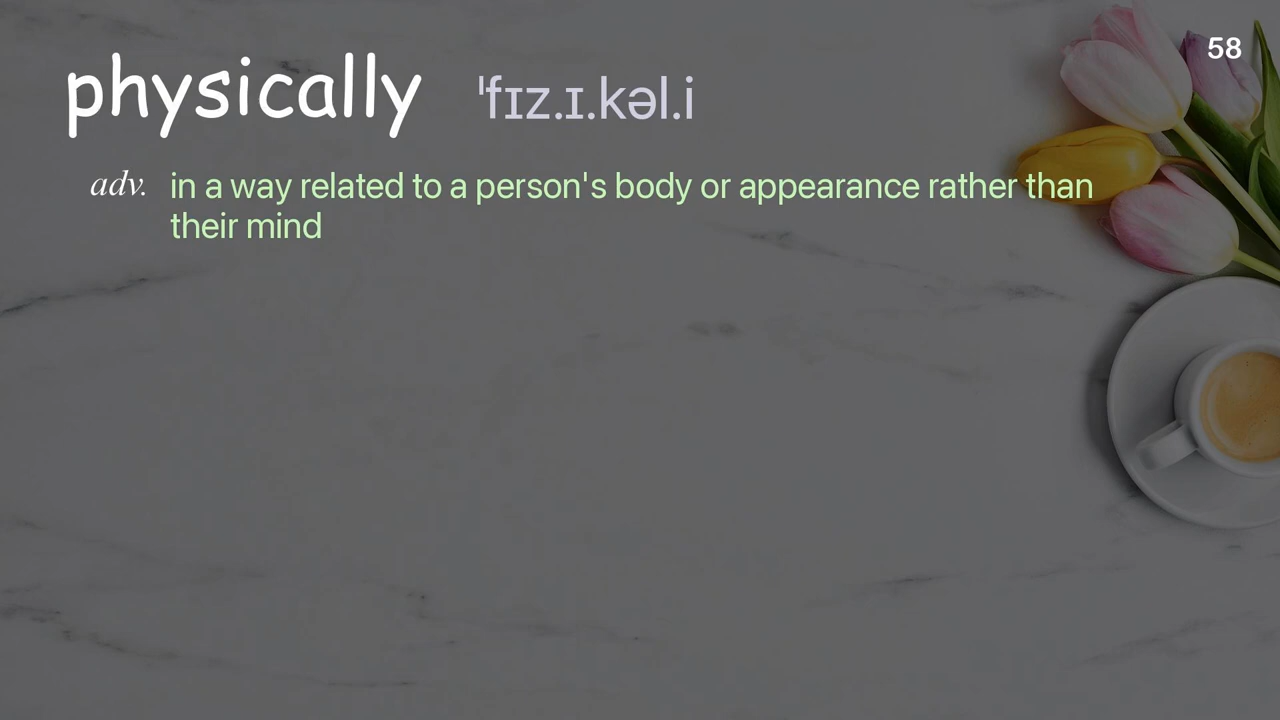 58
physically ˈfɪz.ɪ.kəl.i
adv. in a way related to a person's body or appearance rather than
their mind